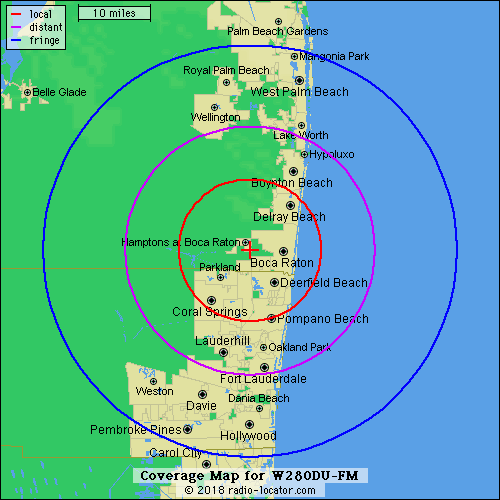 local
distant
fringe
10 miles
Palm Beach Gardens
Mangonia Park
Royal Palm Beach
Belle Glade
West Palm Beach
Wellington
Lake Worth
Hypoluxo
Boynton Beach
Delray Beach
Hamptons at Boca Raton
Boca Raton
Parkland
Deerfield Beach
Coral Springs
Pompano Beach
Lauderhill
Oakland Park
Fort Lauderdale
Weston
Davie
Dania Beach
Pembroke Pines
Hollywood
Carol City
Coverage Map for W280DU-FM
© 2018 radio-locator.com